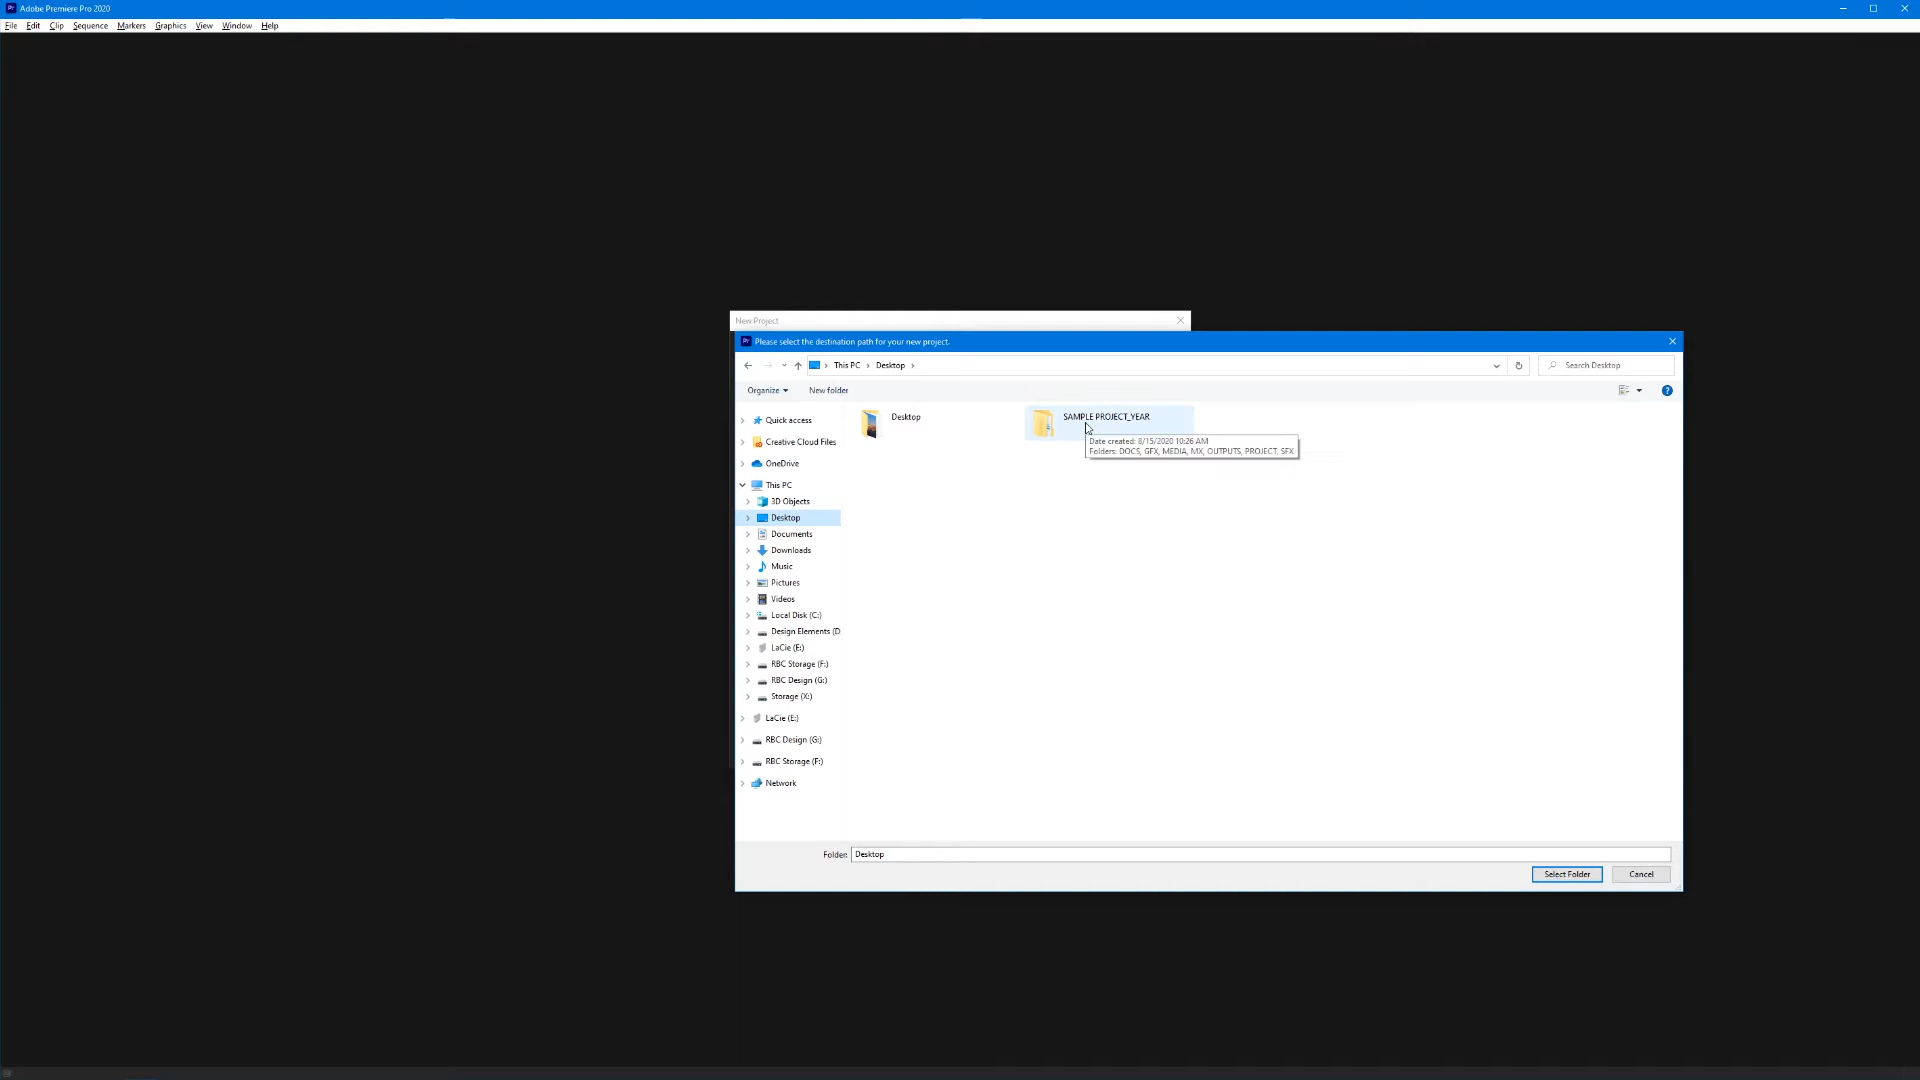 Adobe Premiere Pro 2020
File Edit Clip Sequence Markers Graphics View Window Help
New Project
Please select the destination path for your new project.
This PC › Desktop ›
Search Desktop
Organize
New folder
Quick access
Creative Cloud Files
OneDrive
This PC
3D Objects
Desktop
Documents
Downloads
Music
Pictures
Videos
Local Disk (C:)
Design Elements (D
LaCie (E:)
RBC Storage (F:)
RBC Design (G:)
Storage (X:)
LaCie (E:)
RBC Design (G:)
RBC Storage (F:)
Network
Desktop
SAMPLE PROJECT_YEAR
Date created: 8/15/2020 10:26 AM
Folders: DOCS, GFX, MEDIA, MX, OUTPUTS, PROJECT, SFX
Folder: Desktop
Select Folder
Cancel